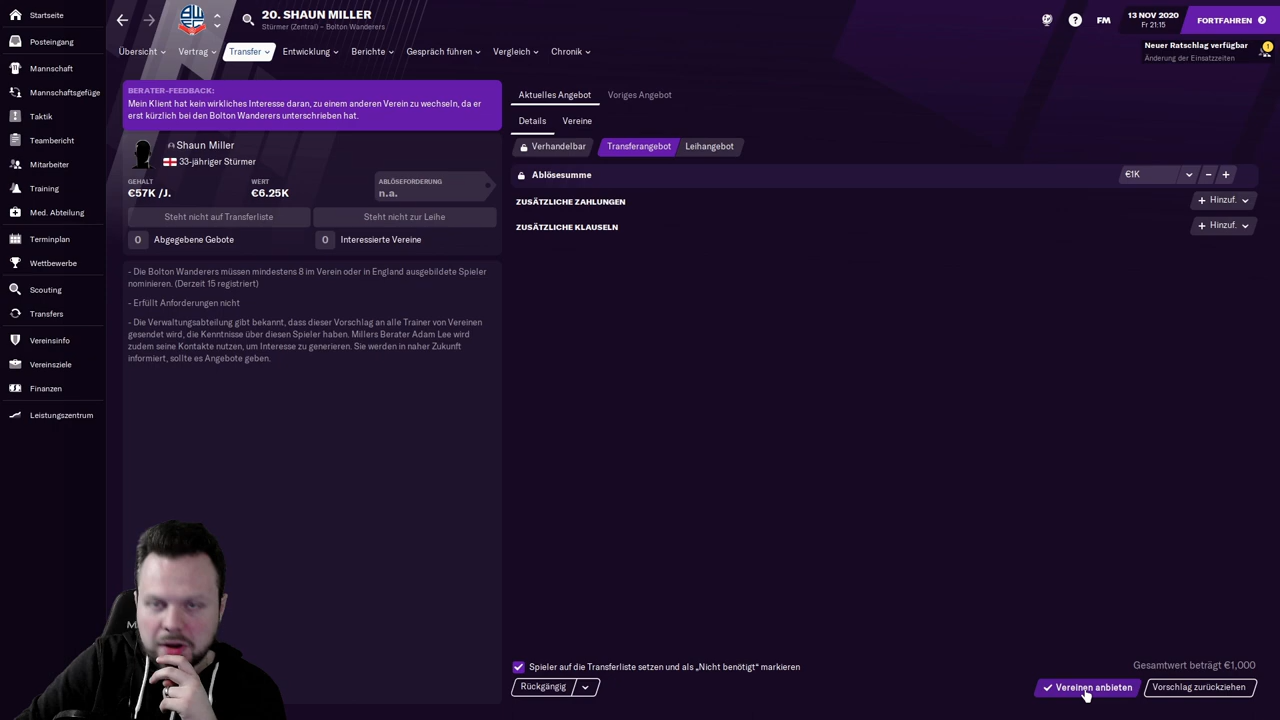 20. SHAUN MILLER
Stürmer (Zentral) – Bolton Wanderers
FM
13 NOV 2020
Fr 21:15
FORTFAHREN
Startseite
Posteingang
Mannschaft
Mannschaftsgefüge
Taktik
Teambericht
Mitarbeiter
Training
Med. Abteilung
Terminplan
Wettbewerbe
Scouting
Transfers
Vereinsinfo
Vereinsziele
Finanzen
Leistungszentrum
Übersicht
Vertrag
Transfer
Entwicklung
Berichte
Gespräch führen
Vergleich
Chronik
Neuer Ratschlag verfügbar
Änderung der Einsatzzeiten
BERATER-FEEDBACK:
Mein Klient hat kein wirkliches Interesse daran, zu einem anderen Verein zu wechseln, da er
erst kürzlich bei den Bolton Wanderers unterschrieben hat.
Shaun Miller
33-jähriger Stürmer
GEHALT
€57K /J.
WERT
€6.25K
ABLÖSEFORDERUNG
n.a.
Steht nicht auf Transferliste
Steht nicht zur Leihe
0 Abgegebene Gebote
0 Interessierte Vereine
- Die Bolton Wanderers müssen mindestens 8 im Verein oder in England ausgebildete Spieler
nominieren. (Derzeit 15 registriert)
- Erfüllt Anforderungen nicht
- Die Verwaltungsabteilung gibt bekannt, dass dieser Vorschlag an alle Trainer von Vereinen
gesendet wird, die Kenntnisse über diesen Spieler haben. Millers Berater Adam Lee wird
zudem seine Kontakte nutzen, um Interesse zu generieren. Sie werden in naher Zukunft
informiert, sollte es Angebote geben.
Aktuelles Angebot
Voriges Angebot
Details
Vereine
Verhandelbar
Transferangebot
Leihangebot
Ablösesumme
€1K
ZUSÄTZLICHE ZAHLUNGEN
Hinzuf.
ZUSÄTZLICHE KLAUSELN
Hinzuf.
Spieler auf die Transferliste setzen und als „Nicht benötigt“ markieren
Gesamtwert beträgt €1,000
Rückgängig
Vereinen anbieten
Vorschlag zurückziehen